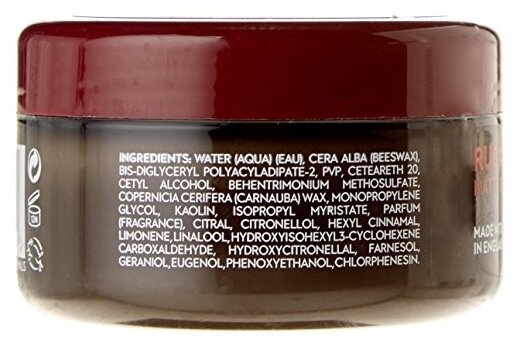 INGREDIENTS: WATER (AQUA) (EAU), CERA ALBA (BEESWAX),
BIS-DIGLYCERYL POLYACYLADIPATE-2, PVP, CETEARETH 20,
CETYL ALCOHOL, BEHENTRIMONIUM METHOSULFATE,
COPERNICIA CERIFERA (CARNAUBA) WAX, MONOPROPYLENE
GLYCOL, KAOLIN, ISOPROPYL MYRISTATE, PARFUM
(FRAGRANCE), CITRAL, CITRONELLOL, HEXYL CINNAMAL,
LIMONENE, LINALOOL, HYDROXYISOHEXYL3-CYCLOHEXENE
CARBOXALDEHYDE, HYDROXYCITRONELLAL, FARNESOL,
GERANIOL, EUGENOL, PHENOXYETHANOL, CHLORPHENESIN.
MADE
IN ENGLA